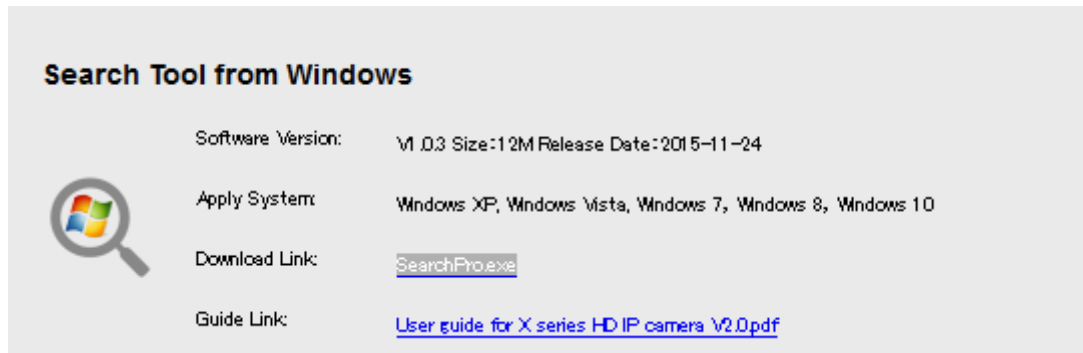 Search Tool from Windows
Software Version: V1.0.3 Size:12M Release Date:2015-11-24
Apply System: Windows XP, Windows Vista, Windows 7, Windows 8, Windows 10
Download Link: SearchPro.exe
Guide Link: User guide for X series HD IP camera V2.0.pdf